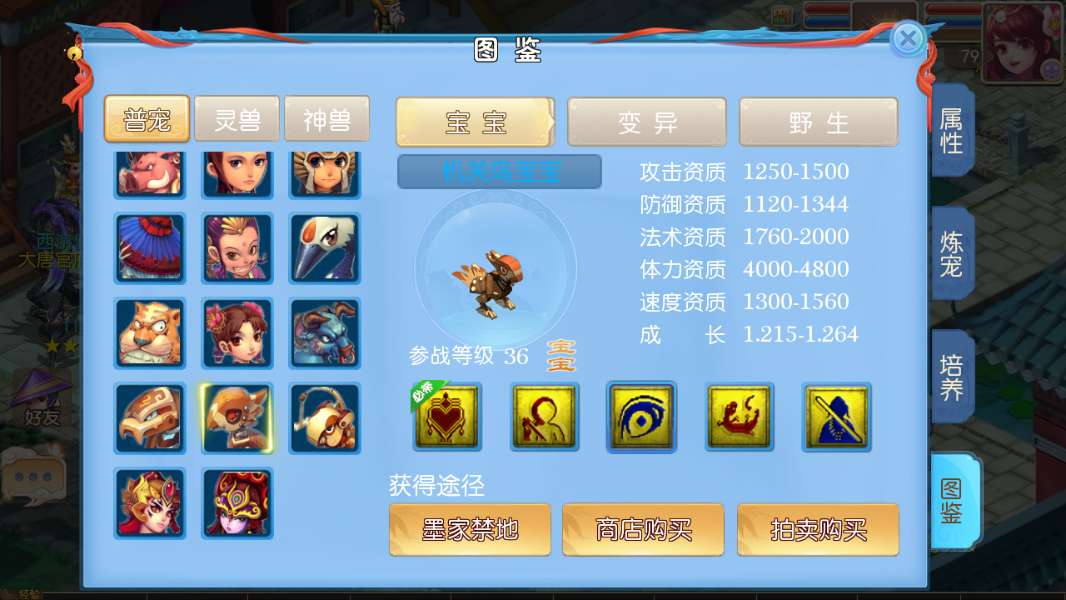 图鉴
79
普宠 灵兽 神兽
宝宝 变异 野生
机关鸟宝宝
攻击资质 1250-1500
防御资质 1120-1344
法术资质 1760-2000
体力资质 4000-4800
速度资质 1300-1560
成长 1.215-1.264
参战等级 36 宝宝
必带
获得途径
墨家禁地 商店购买 拍卖购买
属性
炼宠
培养
图鉴
好友
经验